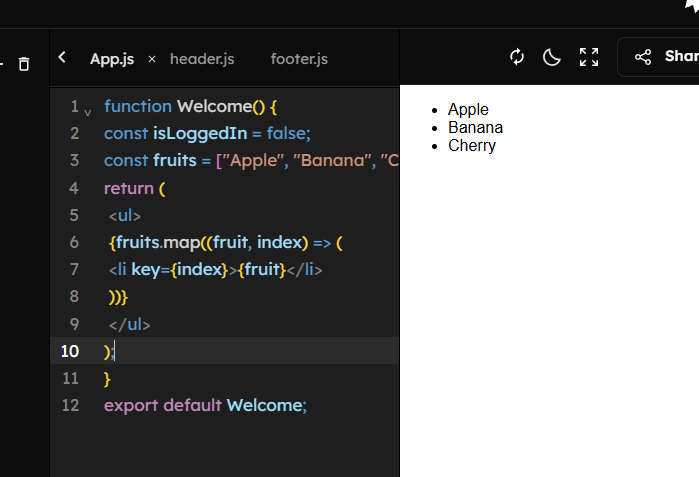 App.js × header.js footer.js
Shar
1 function Welcome() {
2 const isLoggedIn = false;
3 const fruits = ["Apple", "Banana", "C
4 return (
5 <ul>
6 {fruits.map((fruit, index) => (
7 <li key={index}>{fruit}</li>
8 ))}
9 </ul>
10 );
11 }
12 export default Welcome;
• Apple
• Banana
• Cherry